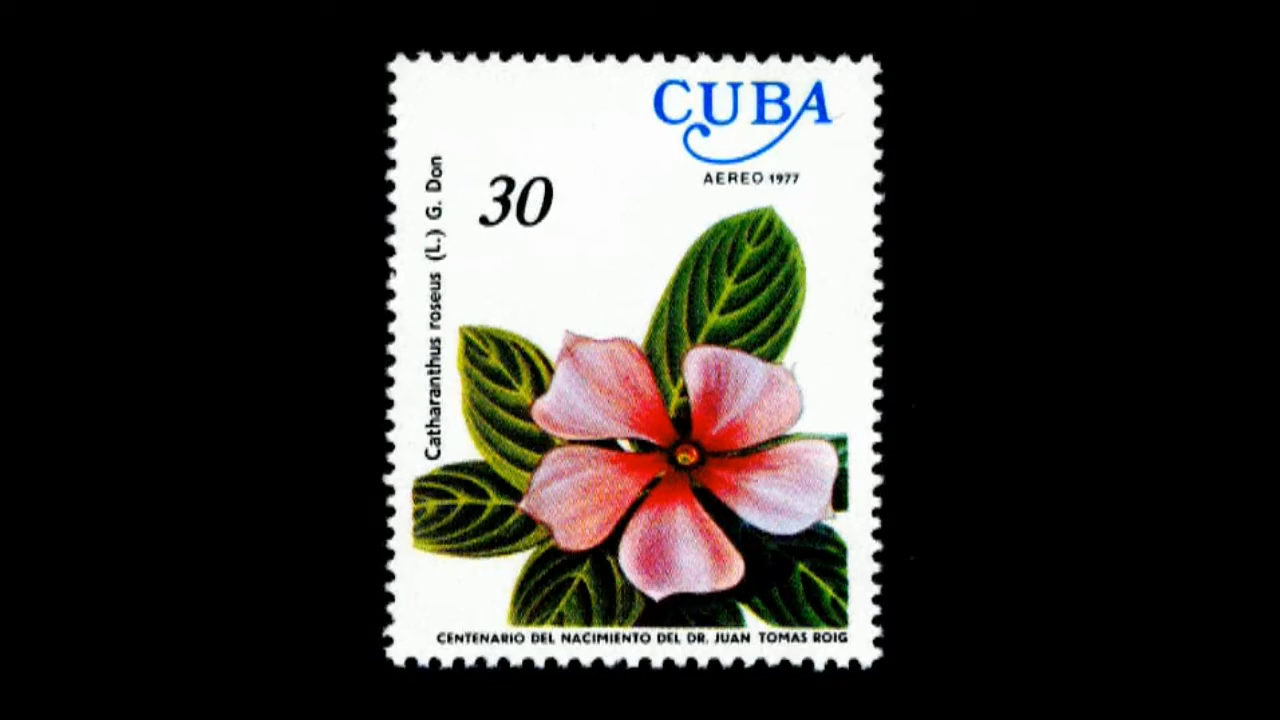 CUBA
AEREO 1977
30
Catharanthus roseus (L.) G. Don
CENTENARIO DEL NACIMIENTO DEL DR. JUAN TOMAS ROIG